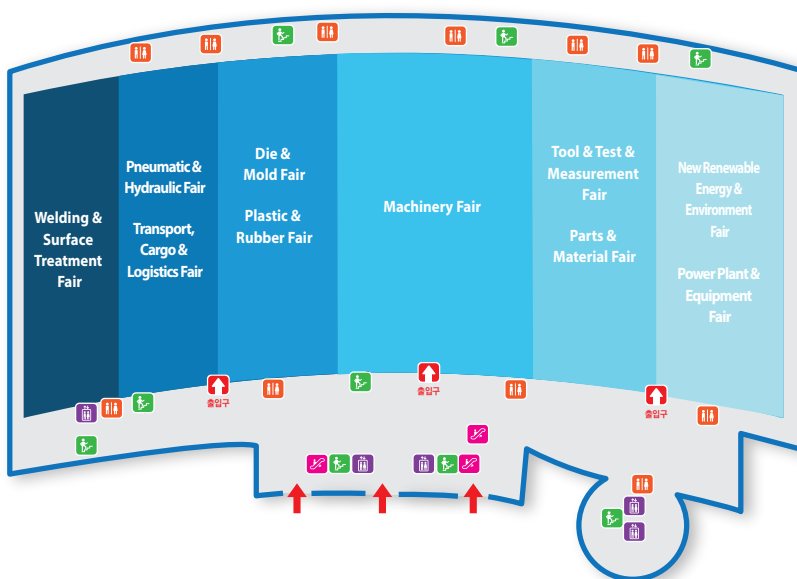 Welding &
Surface
Treatment
Fair
Pneumatic &
Hydraulic Fair
Transport,
Cargo &
Logistics Fair
Die &
Mold Fair
Plastic &
Rubber Fair
Machinery Fair
Tool & Test &
Measurement
Fair
Parts &
Material Fair
New Renewable
Energy &
Environment
Fair
Power Plant &
Equipment
Fair
출입구
출입구
출입구